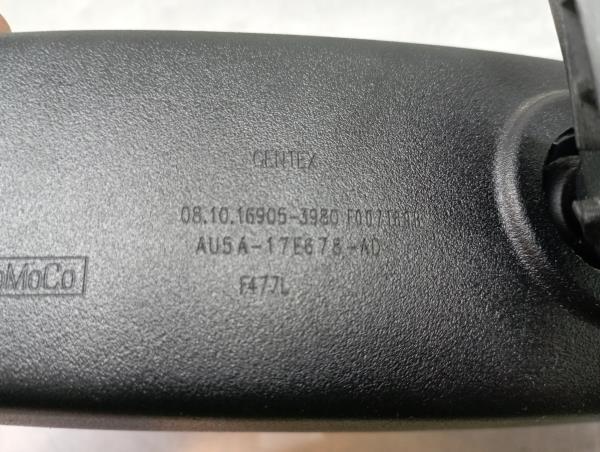 GENTEX
08.10.16905-3980
AU5A-17E678-AD
oMoCo
F477L